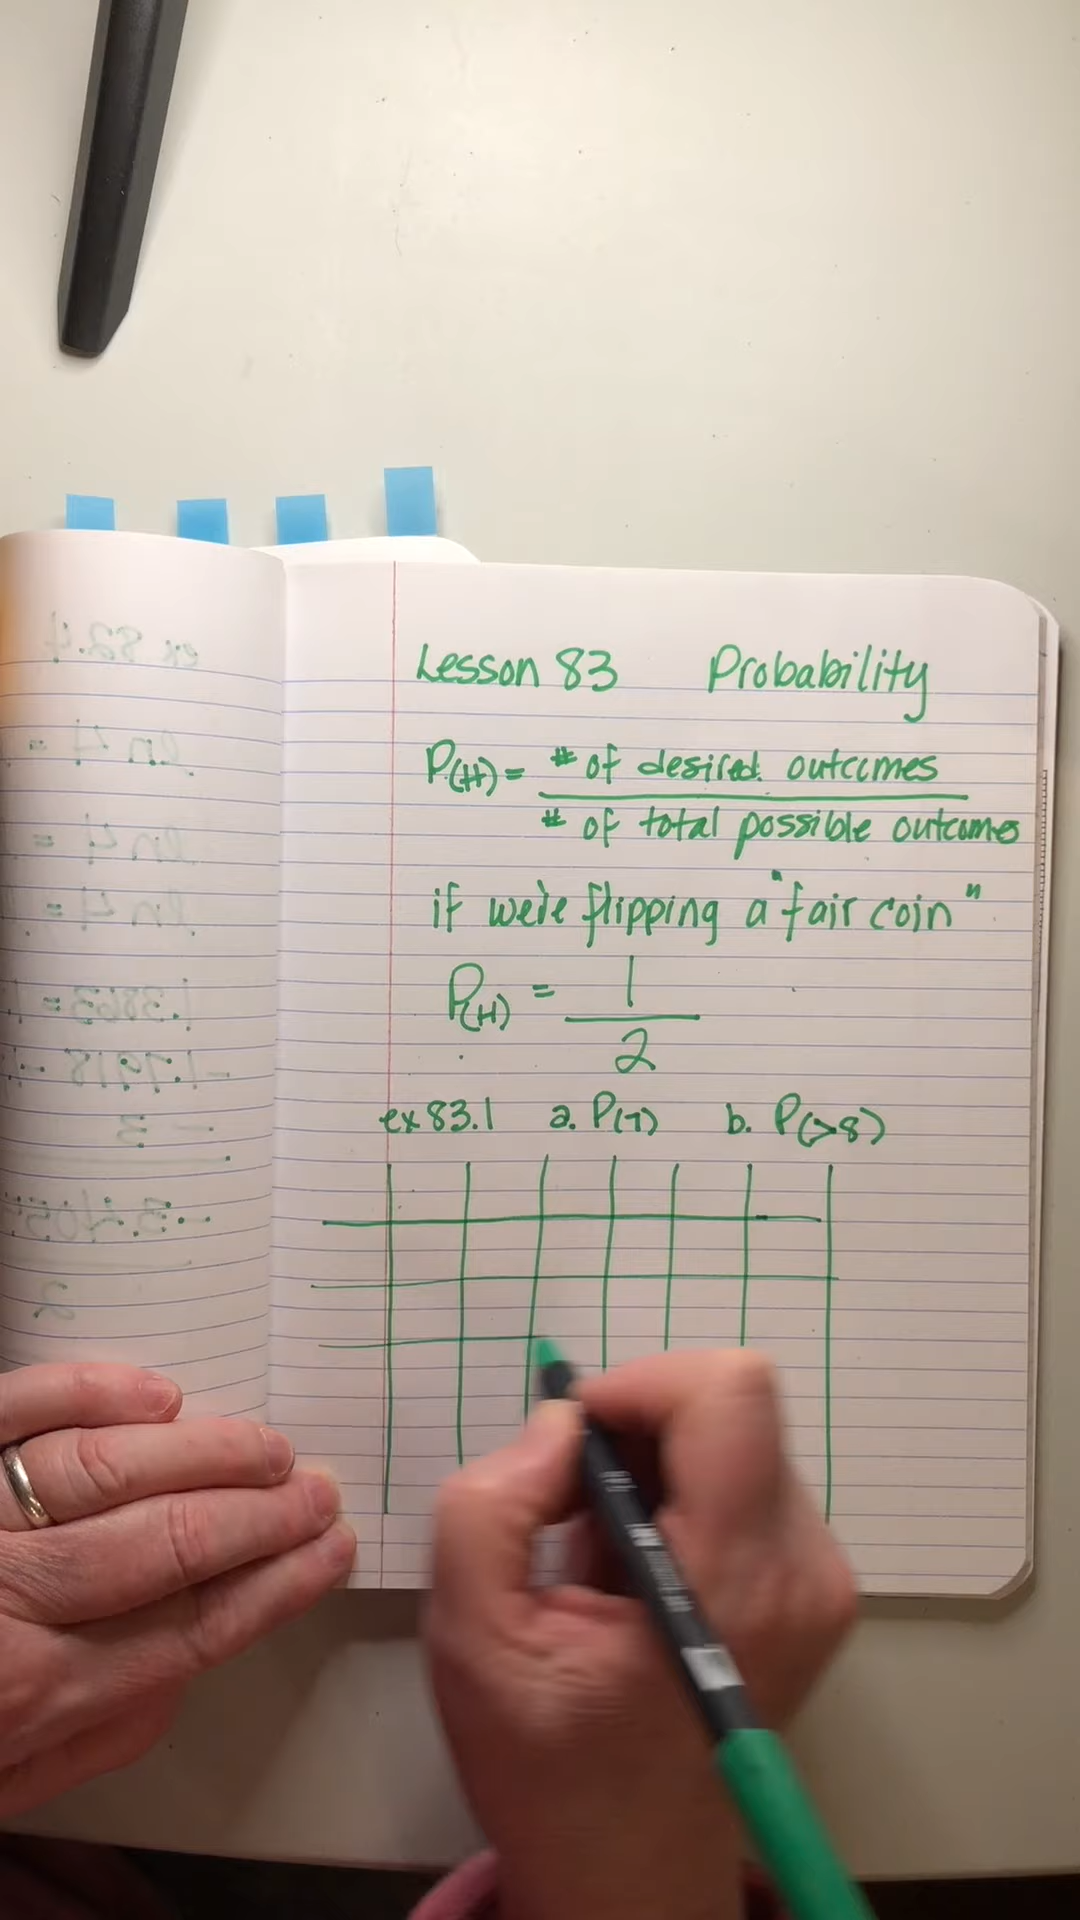 Lesson 83 Probability
P(H) = # of desired outcomes
# of total possible outcomes
if we're flipping a "fair coin"
P(H) = 1
2
ex 83.1 a. P(7) b. P(>8)